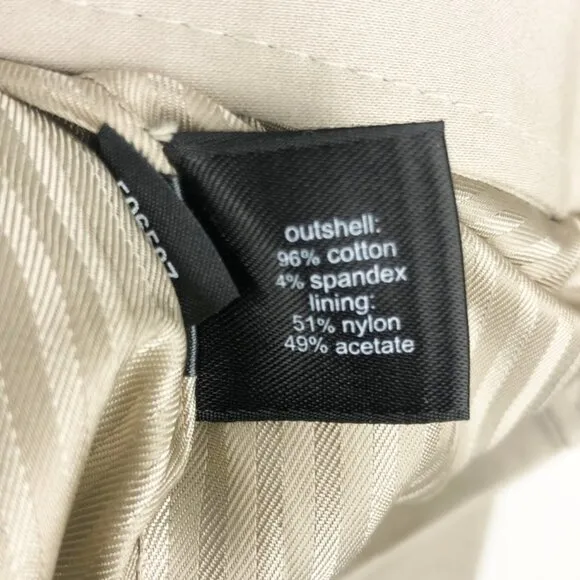 outshell:
96% cotton
4% spandex
lining:
51% nylon
49% acetate